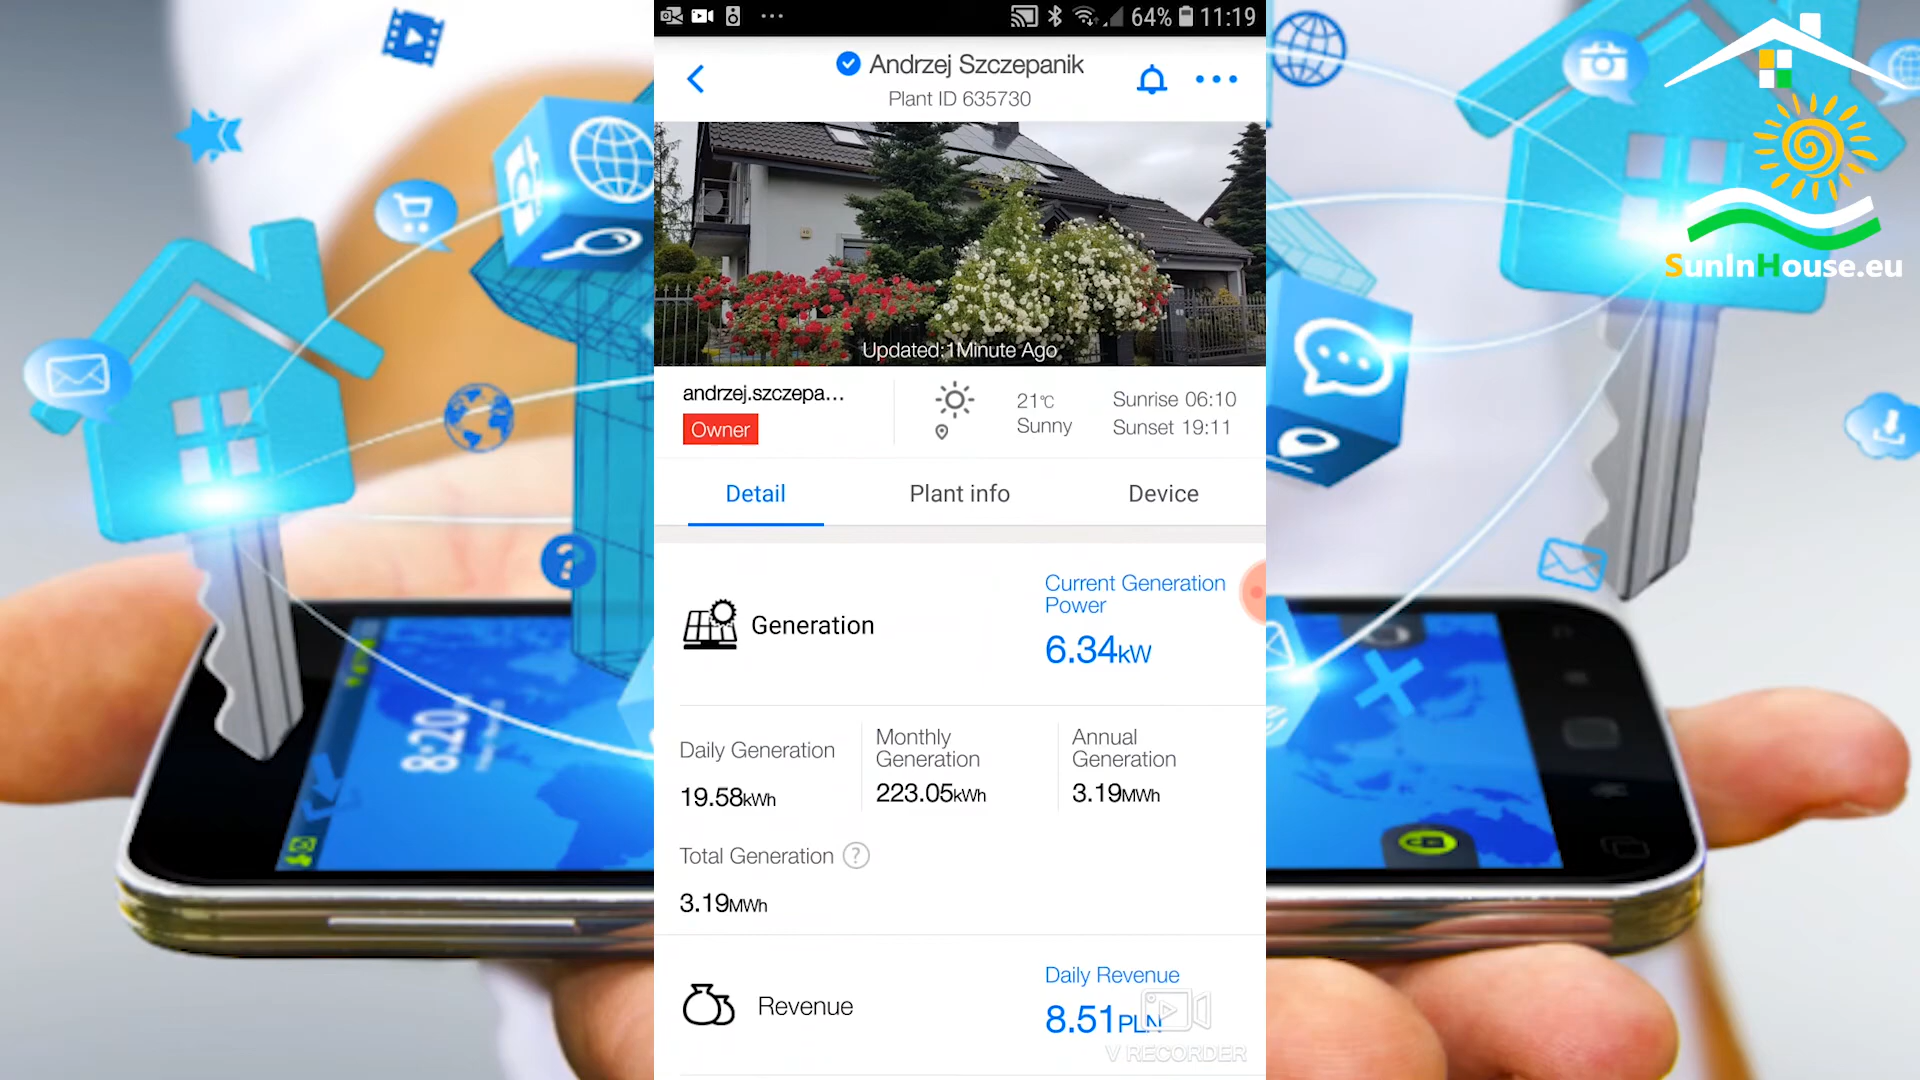 64% 11:19
Andrzej Szczepanik
Plant ID 635730
Updated:1Minute Ago
andrzej.szczepa...
Owner
21℃
Sunny
Sunrise 06:10
Sunset 19:11
Detail
Plant info
Device
Generation
Current Generation
Power
6.34kW
Daily Generation
19.58kWh
Monthly
Generation
223.05kWh
Annual
Generation
3.19MWh
Total Generation ?
3.19MWh
Revenue
Daily Revenue
8.51PLN
V RECORDER
SunInHouse.eu
8:20